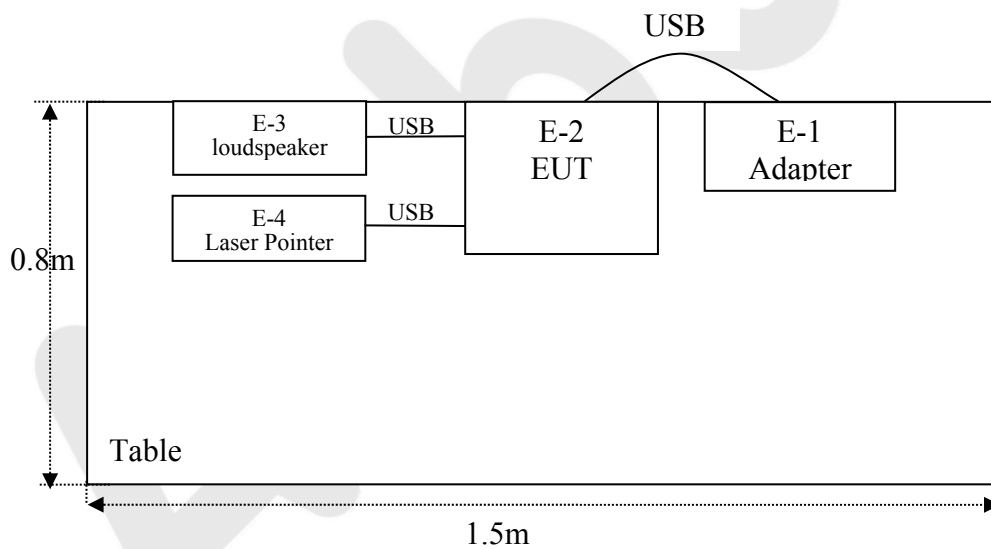 USB
E-3
loudspeaker
USB
E-2
EUT
E-1
Adapter
E-4
Laser Pointer
USB
0.8m
Table
1.5m